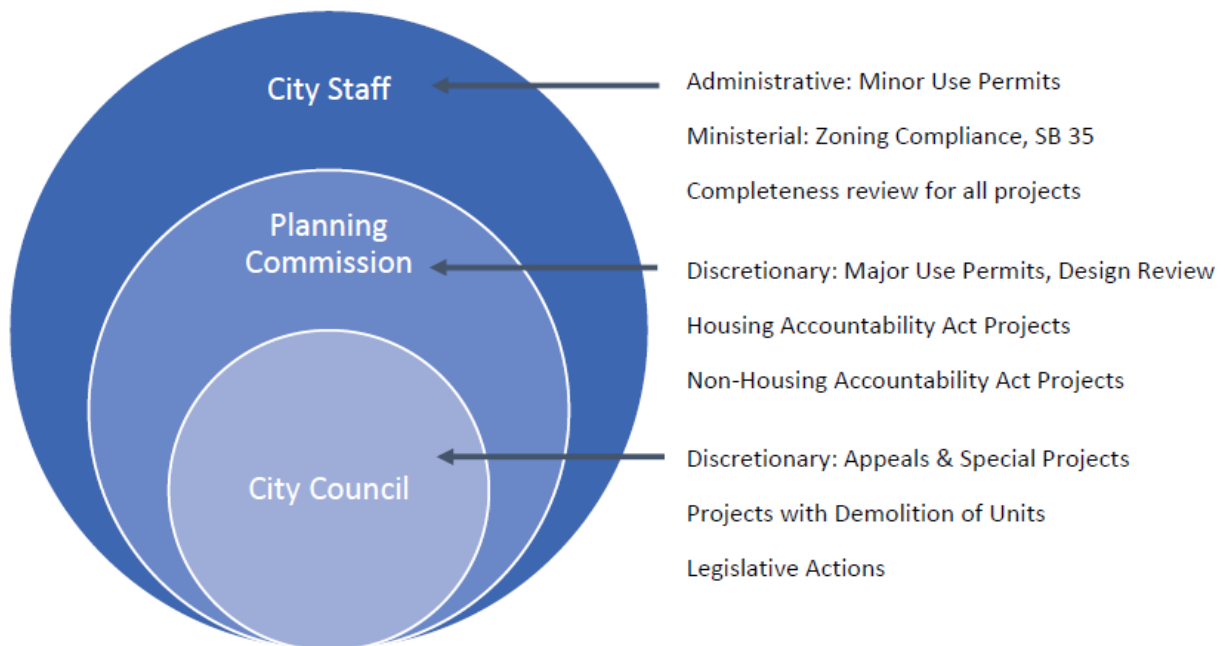 City Staff
Administrative: Minor Use Permits
Ministerial: Zoning Compliance, SB 35
Completeness review for all projects
Planning
Commission
Discretionary: Major Use Permits, Design Review
Housing Accountability Act Projects
Non-Housing Accountability Act Projects
City Council
Discretionary: Appeals & Special Projects
Projects with Demolition of Units
Legislative Actions